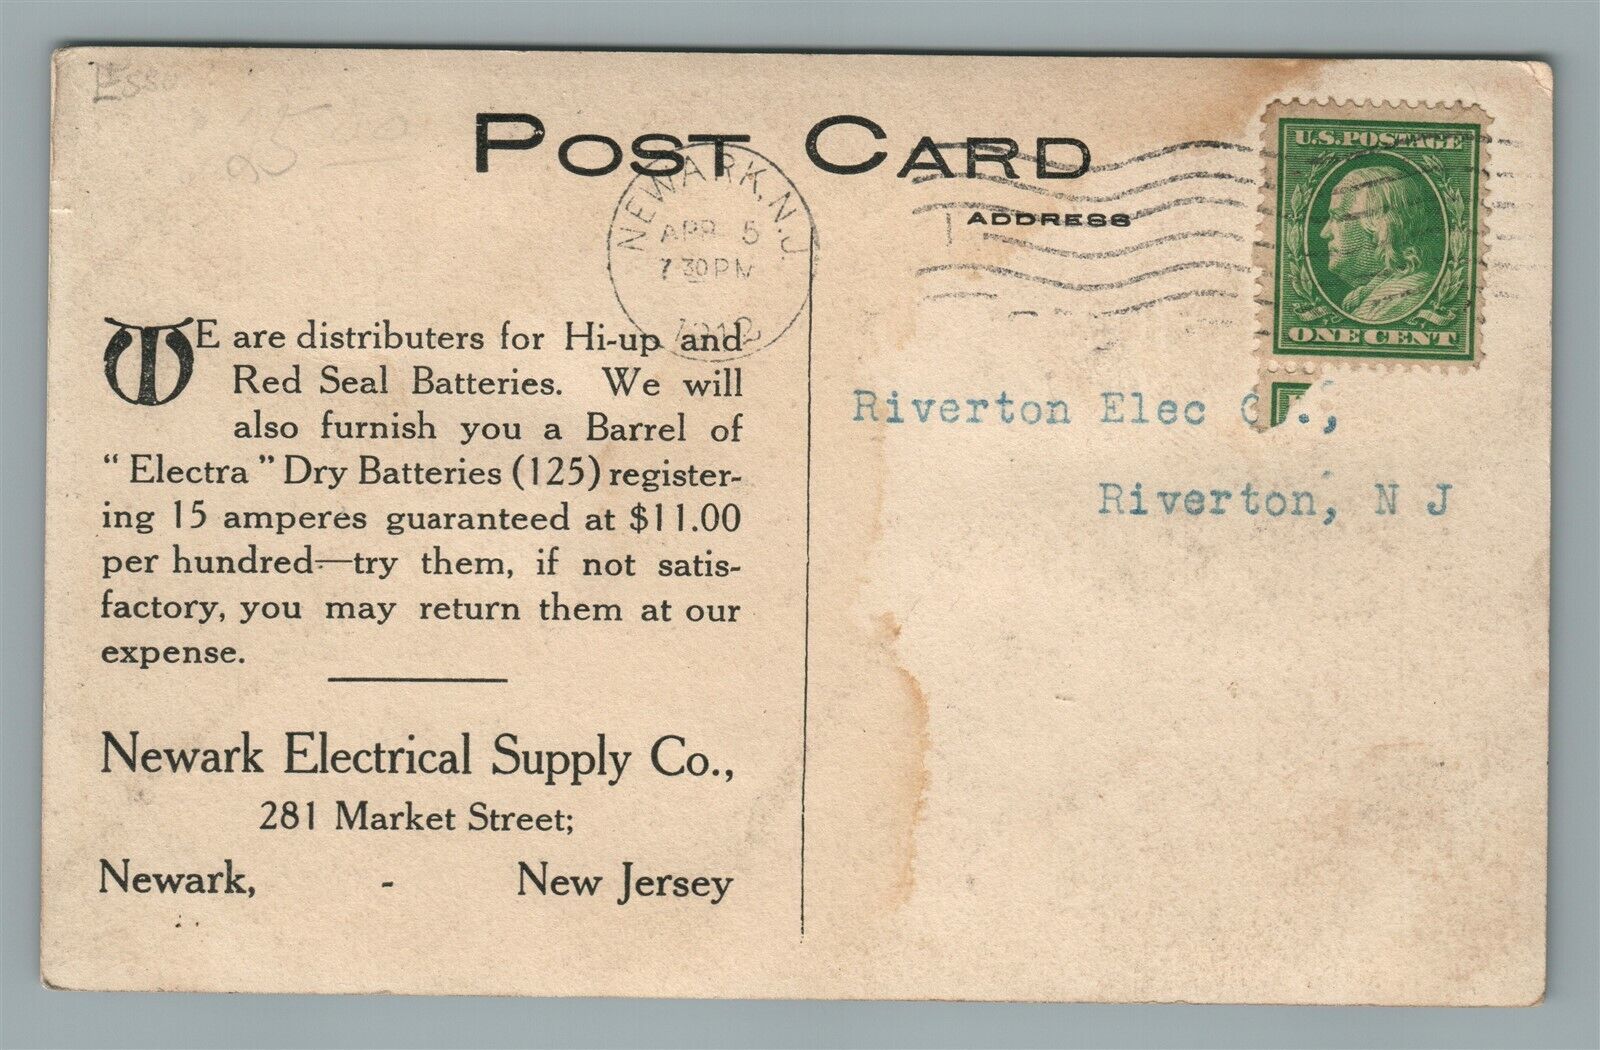 POST CARD
ADDRESS
NEWARK, N.J.
APR 5
7 30 PM
1912
U.S. POSTAGE
ONE CENT
WE are distributers for Hi-up and
Red Seal Batteries. We will
also furnish you a Barrel of
"Electra" Dry Batteries (125) register-
ing 15 amperes guaranteed at $11.00
per hundred—try them, if not satis-
factory, you may return them at our
expense.
Newark Electrical Supply Co.,
281 Market Street;
Newark, - New Jersey
Riverton Elec C .,
Riverton, N J